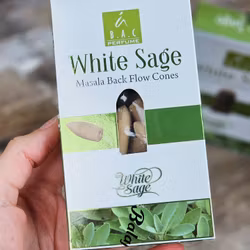 B.A.C
PERFUME
White Sage
Masala Back Flow Cones
White
Sage